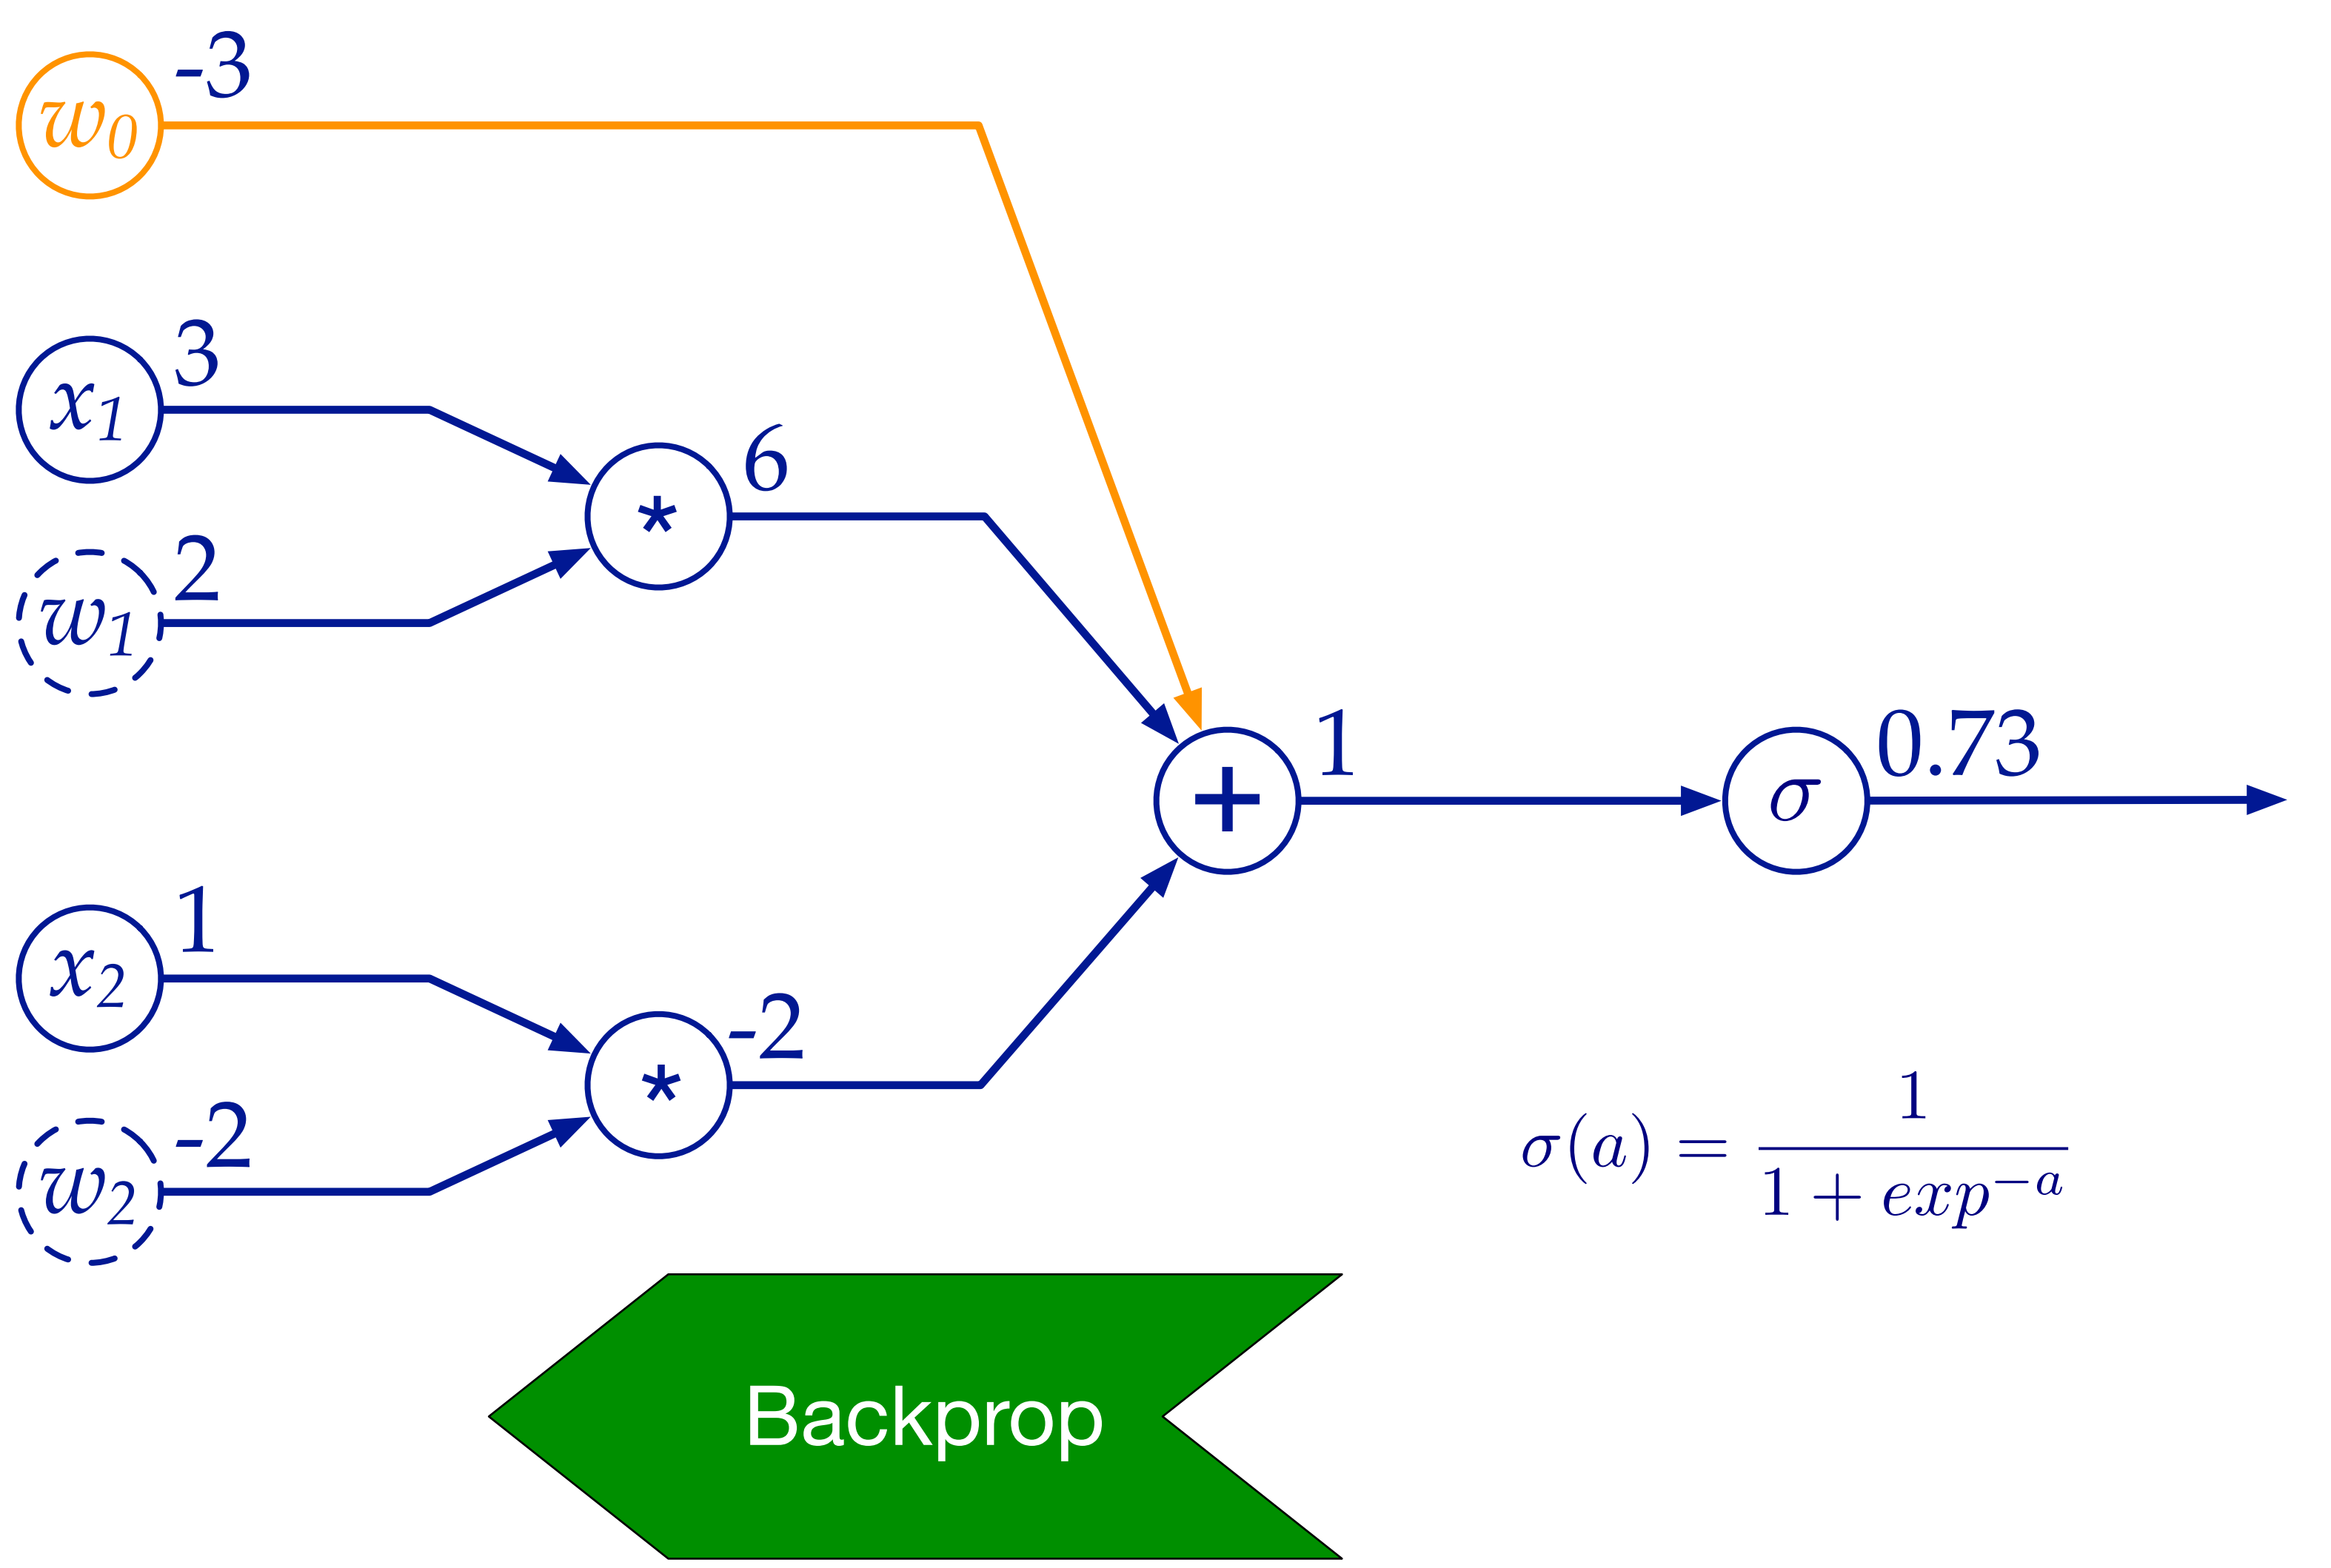 w0
-3
x1
3
w1
2
*
6
x2
1
w2
-2
*
-2
+
1
σ
0.73
σ(a) = 1 / 1 + exp^{-a}
Backprop